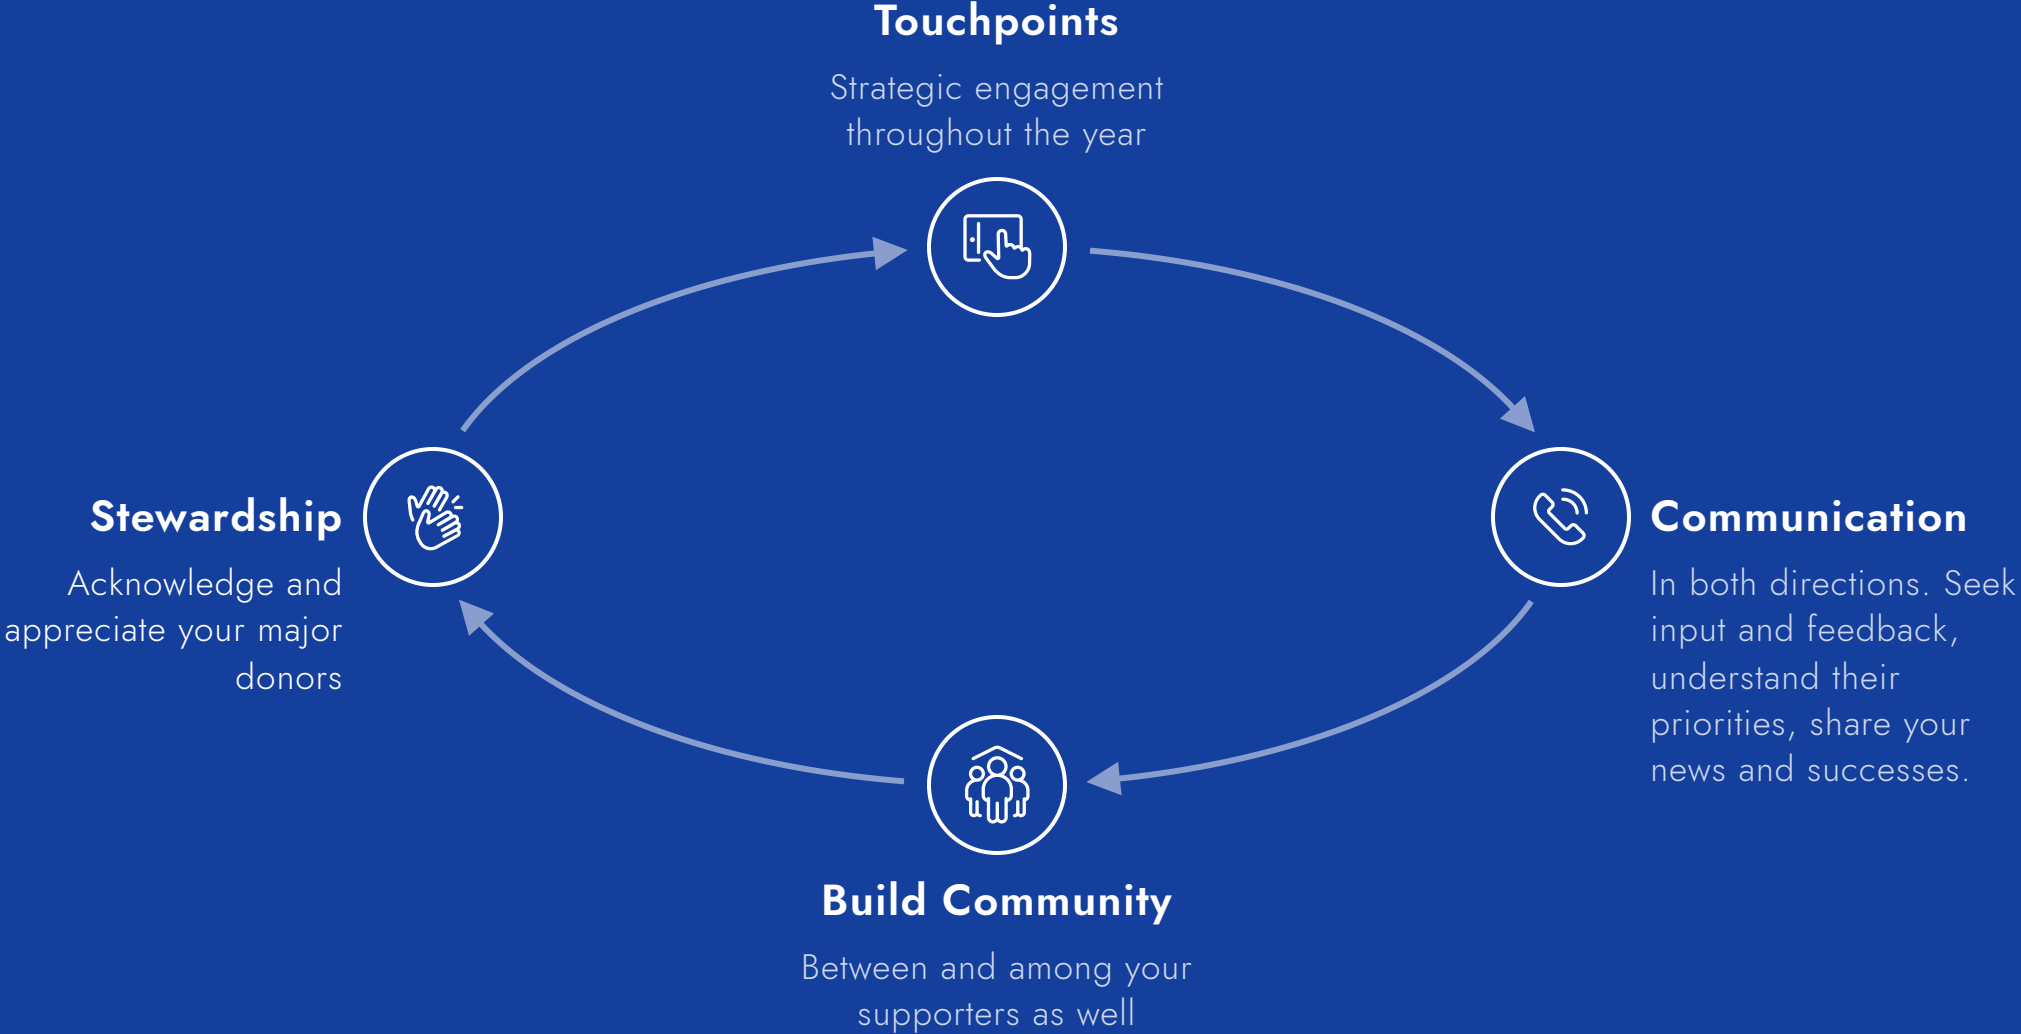 Touchpoints
Strategic engagement
throughout the year
Stewardship
Acknowledge and
appreciate your major
donors
Communication
In both directions. Seek
input and feedback,
understand their
priorities, share your
news and successes.
Build Community
Between and among your
supporters as well